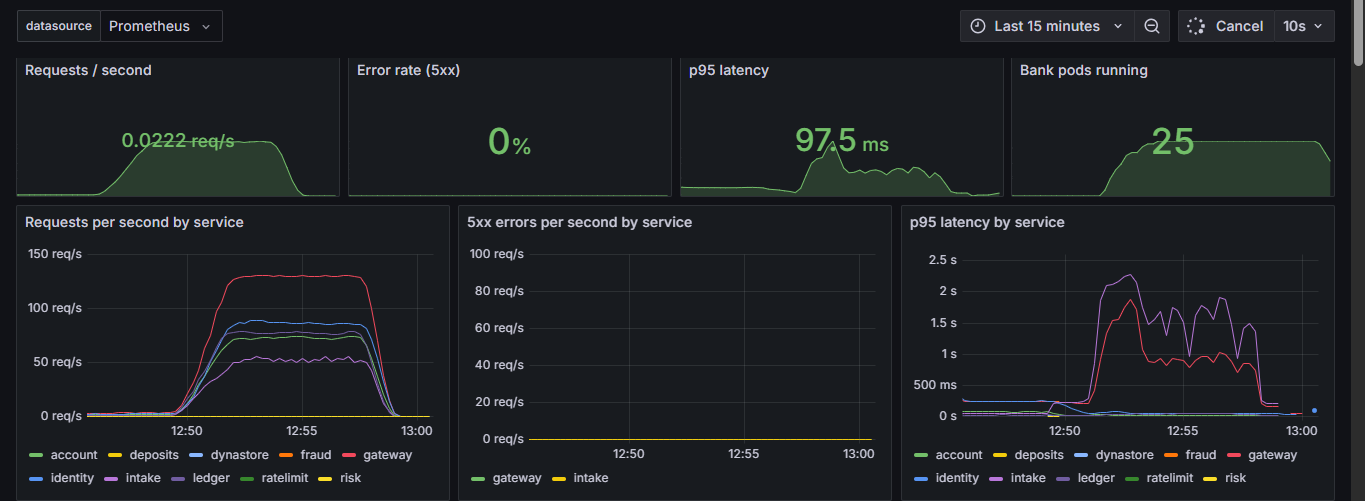 datasource Prometheus Last 15 minutes Cancel 10s
Requests / second Error rate (5xx) p95 latency Bank pods running
0.0222 req/s 0% 97.5 ms 25
Requests per second by service
150 req/s
100 req/s
50 req/s
0 req/s
12:50 12:55 13:00
account deposits dynastore fraud gateway
identity intake ledger ratelimit risk
5xx errors per second by service
100 req/s
80 req/s
60 req/s
40 req/s
20 req/s
0 req/s
12:50 12:55 13:00
gateway intake
p95 latency by service
2.5 s
2 s
1.5 s
1 s
500 ms
0 s
12:50 12:55 13:00
account deposits dynastore fraud gateway
identity intake ledger ratelimit risk